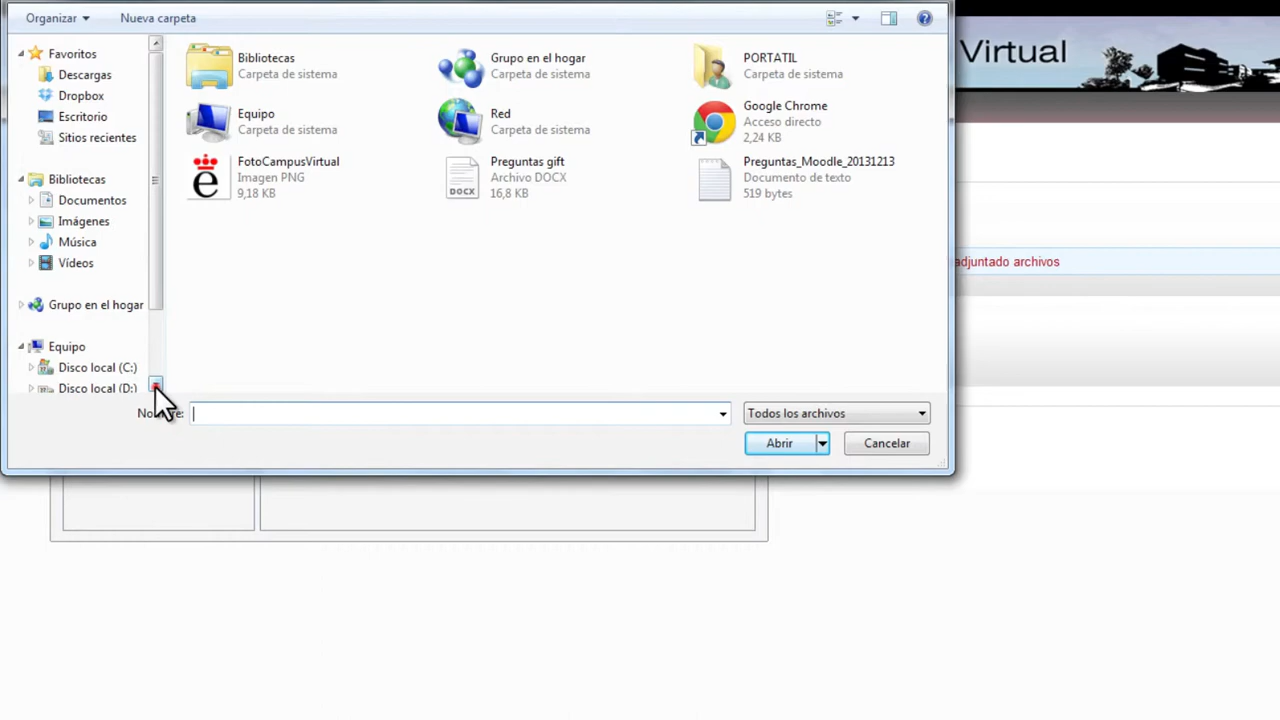 Organizar
Nueva carpeta
Virtual
Favoritos
Descargas
Dropbox
Escritorio
Sitios recientes
Bibliotecas
Documentos
Imágenes
Música
Vídeos
Grupo en el hogar
Equipo
Disco local (C:)
Disco local (D:)
Bibliotecas
Carpeta de sistema
Grupo en el hogar
Carpeta de sistema
PORTATIL
Carpeta de sistema
Equipo
Carpeta de sistema
Red
Carpeta de sistema
Google Chrome
Acceso directo
2,24 KB
FotoCampusVirtual
Imagen PNG
9,18 KB
DOCX
Preguntas gift
Archivo DOCX
16,8 KB
Preguntas_Moodle_20131213
Documento de texto
519 bytes
adjuntado archivos
Todos los archivos
Abrir
Cancelar